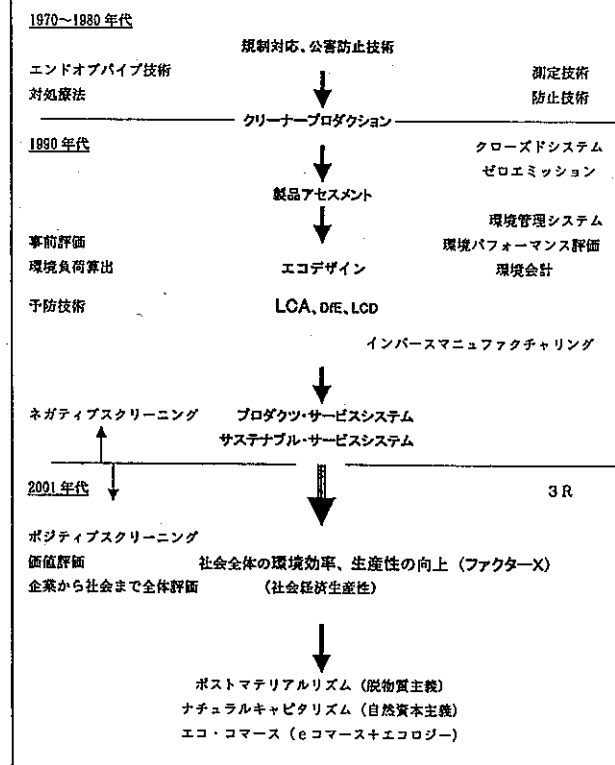 1970～1980 年代
規制対応、公害防止技術
エンドオブパイプ技術
測定技術
対処療法
防止技術
クリーナープロダクション
1990 年代
クローズドシステム
ゼロエミッション
製品アセスメント
環境管理システム
事前評価
環境パフォーマンス評価
環境負荷算出
エコデザイン
環境会計
予防技術
LCA、DfE、LCD
インバースマニュファクチャリング
ネガティブスクリーニング
プロダクツ・サービスシステム
サステナブル・サービスシステム
2001 年代
3R
ポジティブスクリーニング
価値評価
社会全体の環境効率、生産性の向上（ファクターX）
企業から社会まで全体評価
（社会経済生産性）
ポストマテリアルリズム（脱物質主義）
ナチュラルキャピタリズム（自然資本主義）
エコ・コマース（eコマース＋エコロジー）